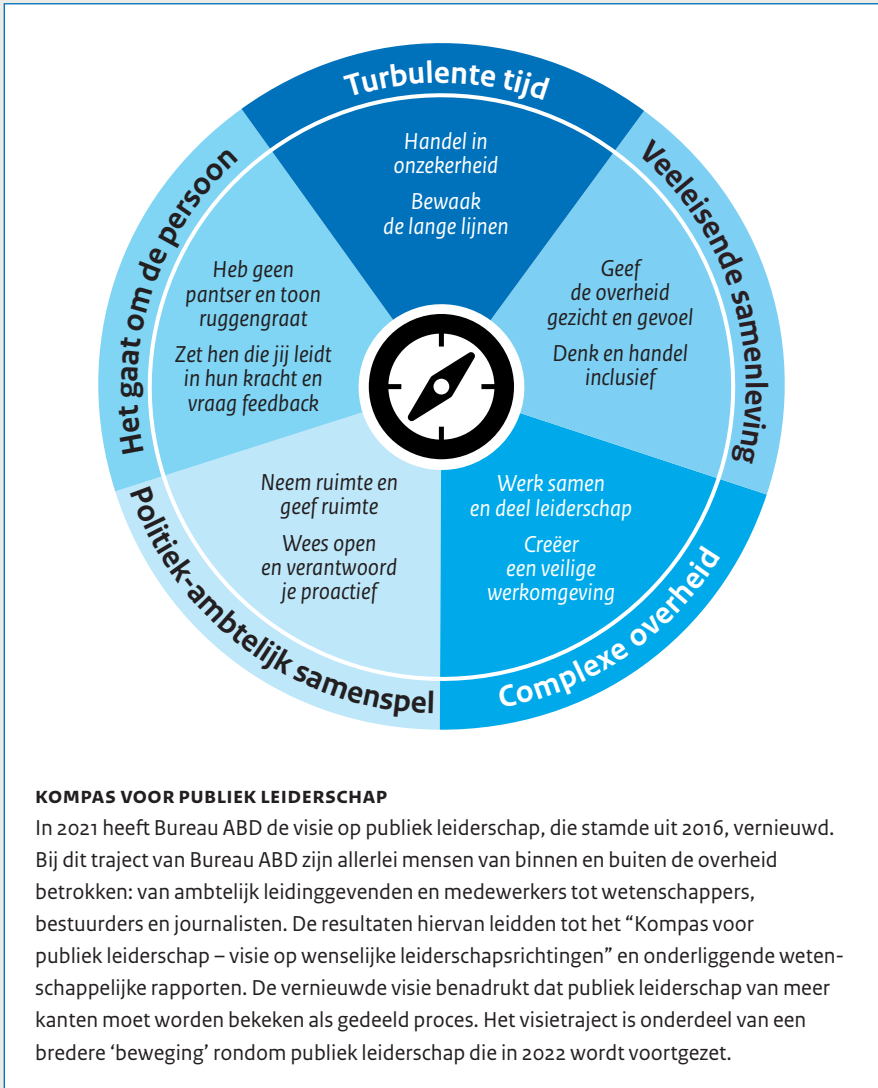 Turbulente tijd
Handel in
onzekerheid
Bewaak
de lange lijnen
Veeleisende samenleving
Geef
de overheid
gezicht en gevoel
Denk en handel
inclusief
Complexe overheid
Werk samen
en deel leiderschap
Creëer
een veilige
werkomgeving
Politiek-ambtelijk samenspel
Neem ruimte en
geef ruimte
Wees open
en verantwoord
je proactief
Het gaat om de persoon
Heb geen
pantser en toon
ruggengraat
Zet hen die jij leidt
in hun kracht en
vraag feedback
KOMPAS VOOR PUBLIEK LEIDERSCHAP
In 2021 heeft Bureau ABD de visie op publiek leiderschap, die stamde uit 2016, vernieuwd.
Bij dit traject van Bureau ABD zijn allerlei mensen van binnen en buiten de overheid
betrokken: van ambtelijk leidinggevenden en medewerkers tot wetenschappers,
bestuurders en journalisten. De resultaten hiervan leidden tot het “Kompas voor
publiek leiderschap – visie op wenselijke leiderschapsrichtingen” en onderliggende weten-
schappelijke rapporten. De vernieuwde visie benadrukt dat publiek leiderschap van meer
kanten moet worden bekeken als gedeeld proces. Het visietraject is onderdeel van een
bredere ‘beweging’ rondom publiek leiderschap die in 2022 wordt voortgezet.